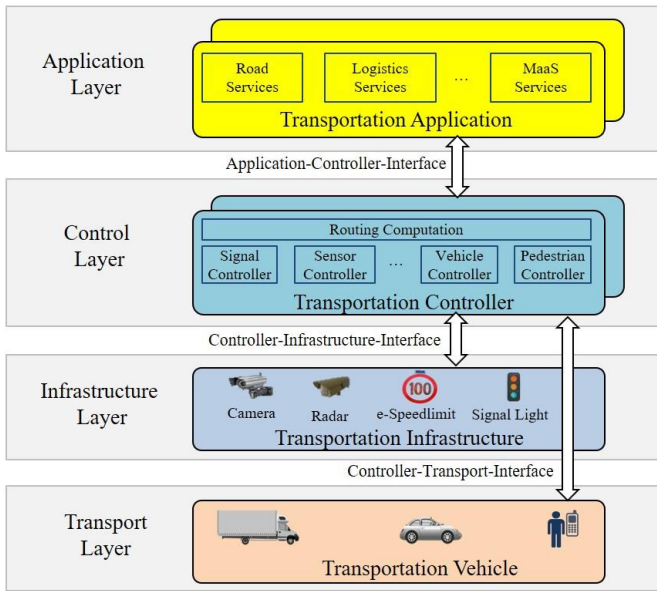 Application
Layer
Road
Services
Logistics
Services
...
MaaS
Services
Transportation Application
Application-Controller-Interface
Control
Layer
Routing Computation
Signal
Controller
Sensor
Controller
...
Vehicle
Controller
Pedestrian
Controller
Transportation Controller
Controller-Infrastructure-Interface
Infrastructure
Layer
100
Camera
Radar
e-Speedlimit
Signal Light
Transportation Infrastructure
Controller-Transport-Interface
Transport
Layer
Transportation Vehicle